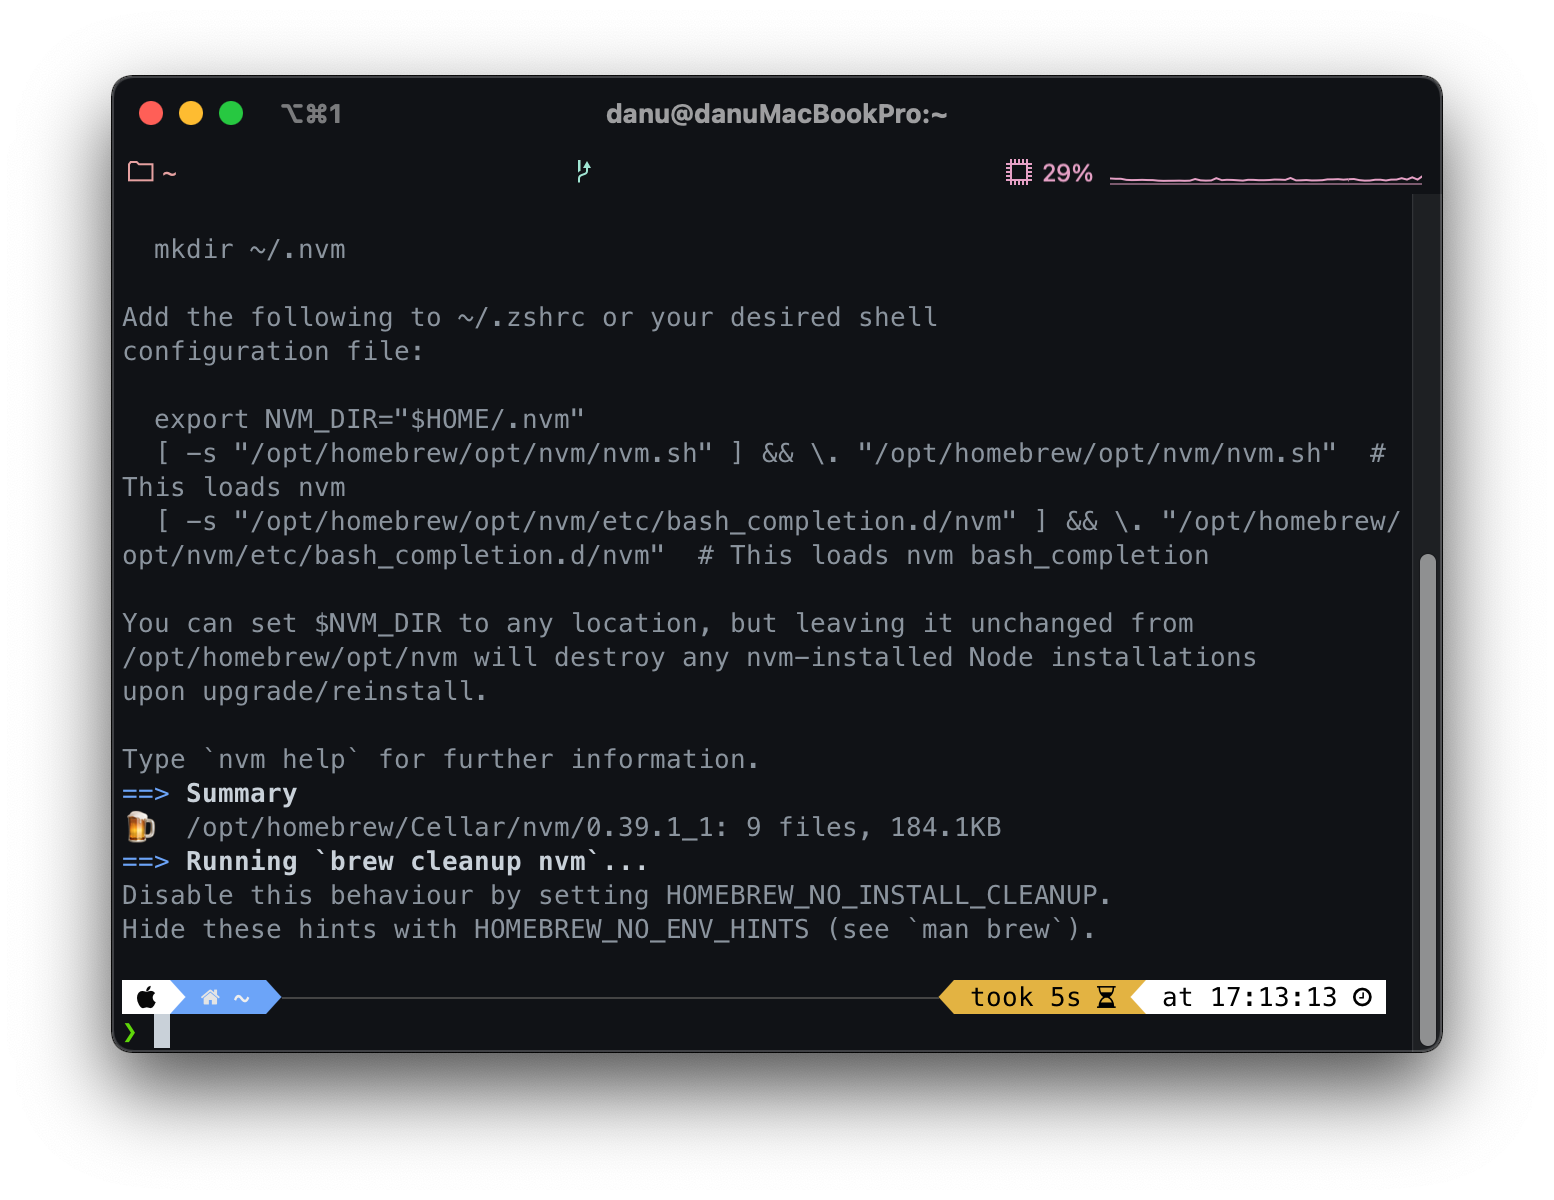 ⌥⌘1 danu@danuMacBookPro:~
~ 29%
mkdir ~/.nvm
Add the following to ~/.zshrc or your desired shell
configuration file:
export NVM_DIR="$HOME/.nvm"
[ -s "/opt/homebrew/opt/nvm/nvm.sh" ] && \. "/opt/homebrew/opt/nvm/nvm.sh"  #
This loads nvm
[ -s "/opt/homebrew/opt/nvm/etc/bash_completion.d/nvm" ] && \. "/opt/homebrew/
opt/nvm/etc/bash_completion.d/nvm"  # This loads nvm bash_completion
You can set $NVM_DIR to any location, but leaving it unchanged from
/opt/homebrew/opt/nvm will destroy any nvm-installed Node installations
upon upgrade/reinstall.
Type `nvm help` for further information.
==> Summary
🍺  /opt/homebrew/Cellar/nvm/0.39.1_1: 9 files, 184.1KB
==> Running `brew cleanup nvm`...
Disable this behaviour by setting HOMEBREW_NO_INSTALL_CLEANUP.
Hide these hints with HOMEBREW_NO_ENV_HINTS (see `man brew`).
~ took 5s at 17:13:13
❯